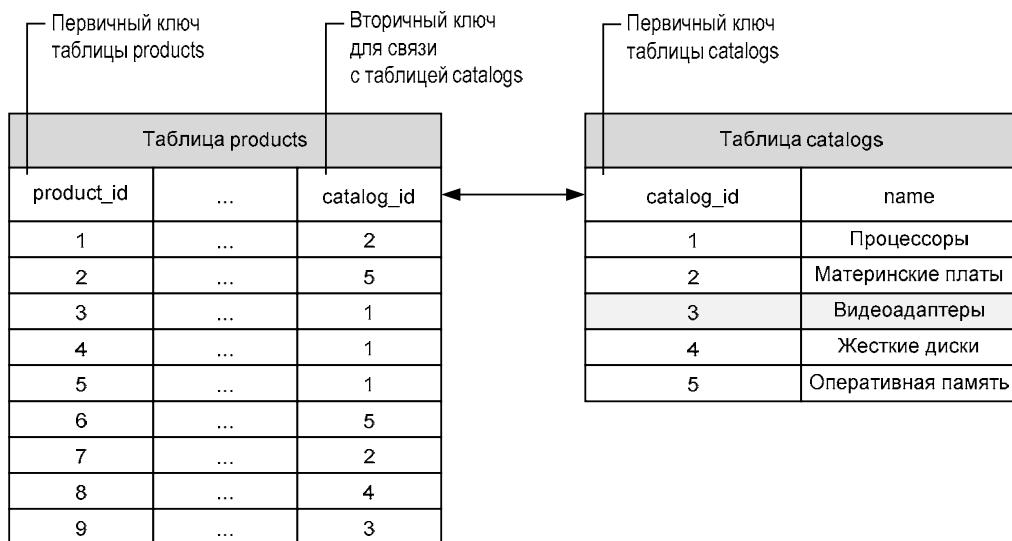 Первичный ключ
таблицы products
Вторичный ключ
для связи
с таблицей catalogs
Первичный ключ
таблицы catalogs
Таблица products
product_id ... catalog_id
1 ... 2
2 ... 5
3 ... 1
4 ... 1
5 ... 1
6 ... 5
7 ... 2
8 ... 4
9 ... 3
Таблица catalogs
catalog_id name
1 Процессоры
2 Материнские платы
3 Видеоадаптеры
4 Жесткие диски
5 Оперативная память